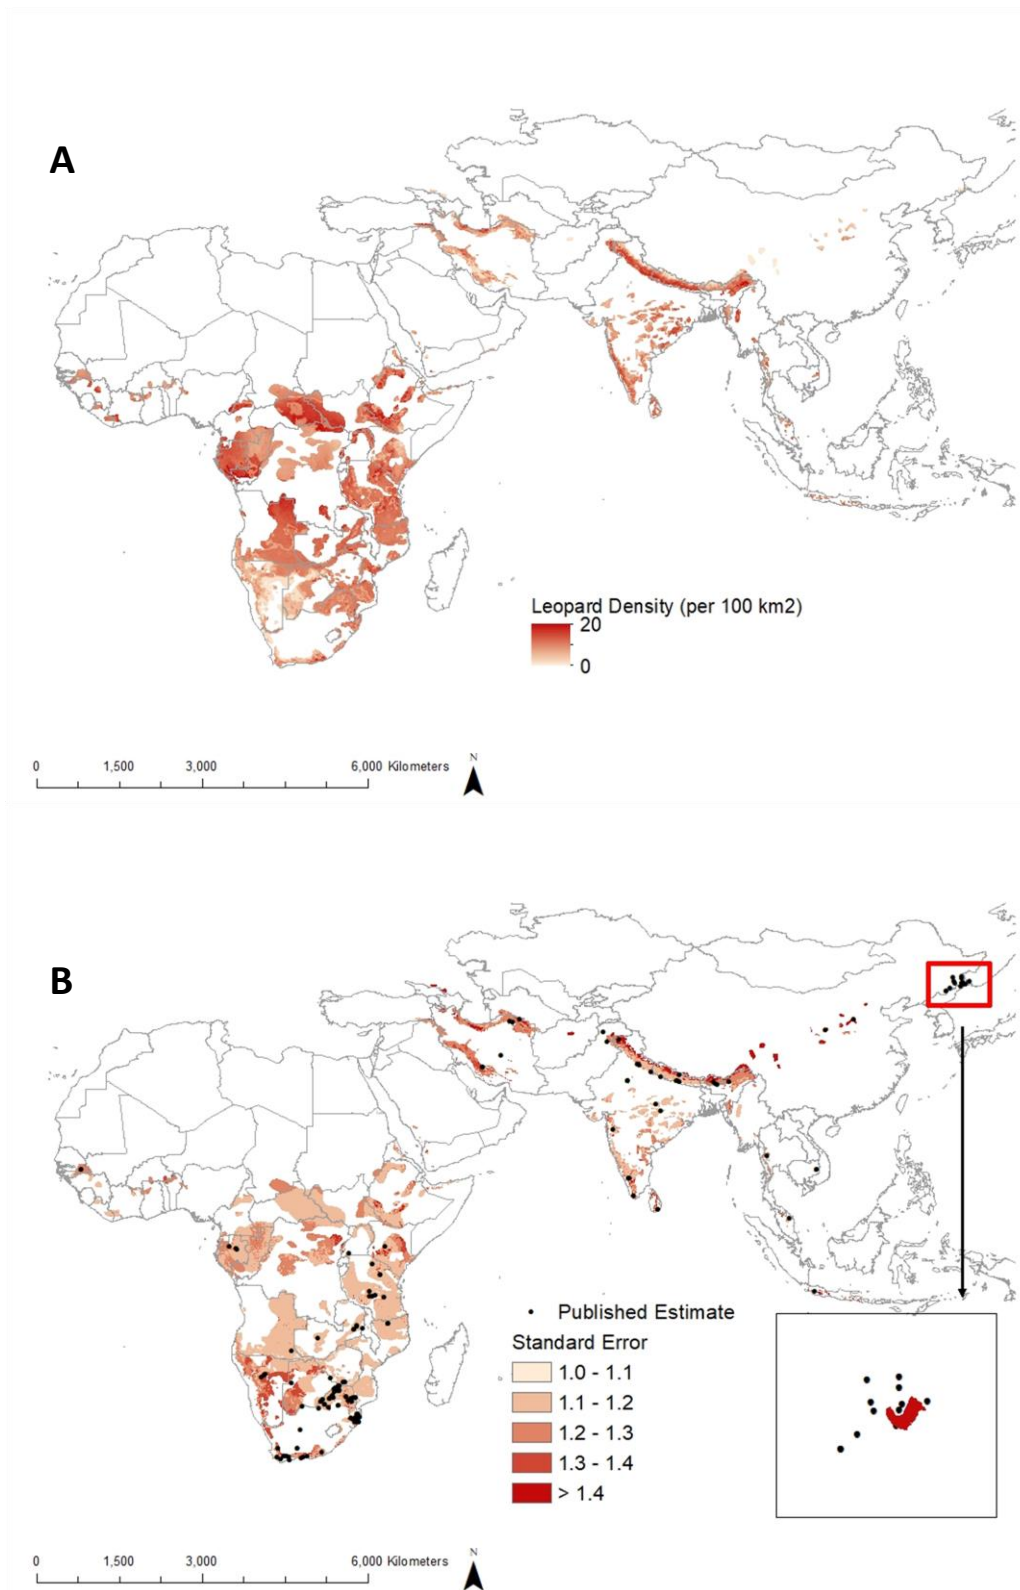 A
Leopard Density (per 100 km2)
20
0
0 1,500 3,000 6,000 Kilometers
N
B
Published Estimate
Standard Error
1.0 - 1.1
1.1 - 1.2
1.2 - 1.3
1.3 - 1.4
> 1.4
0 1,500 3,000 6,000 Kilometers
N